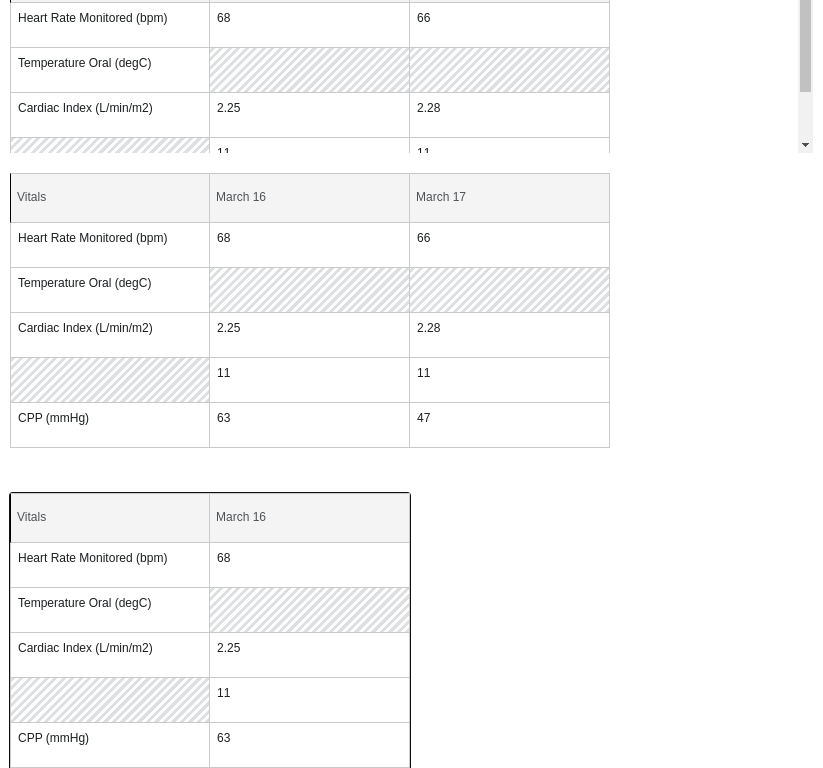 Heart Rate Monitored (bpm) 68 66
Temperature Oral (degC)
Cardiac Index (L/min/m2) 2.25 2.28
11 11
Vitals March 16 March 17
Heart Rate Monitored (bpm) 68 66
Temperature Oral (degC)
Cardiac Index (L/min/m2) 2.25 2.28
11 11
CPP (mmHg) 63 47
Vitals March 16
Heart Rate Monitored (bpm) 68
Temperature Oral (degC)
Cardiac Index (L/min/m2) 2.25
11
CPP (mmHg) 63